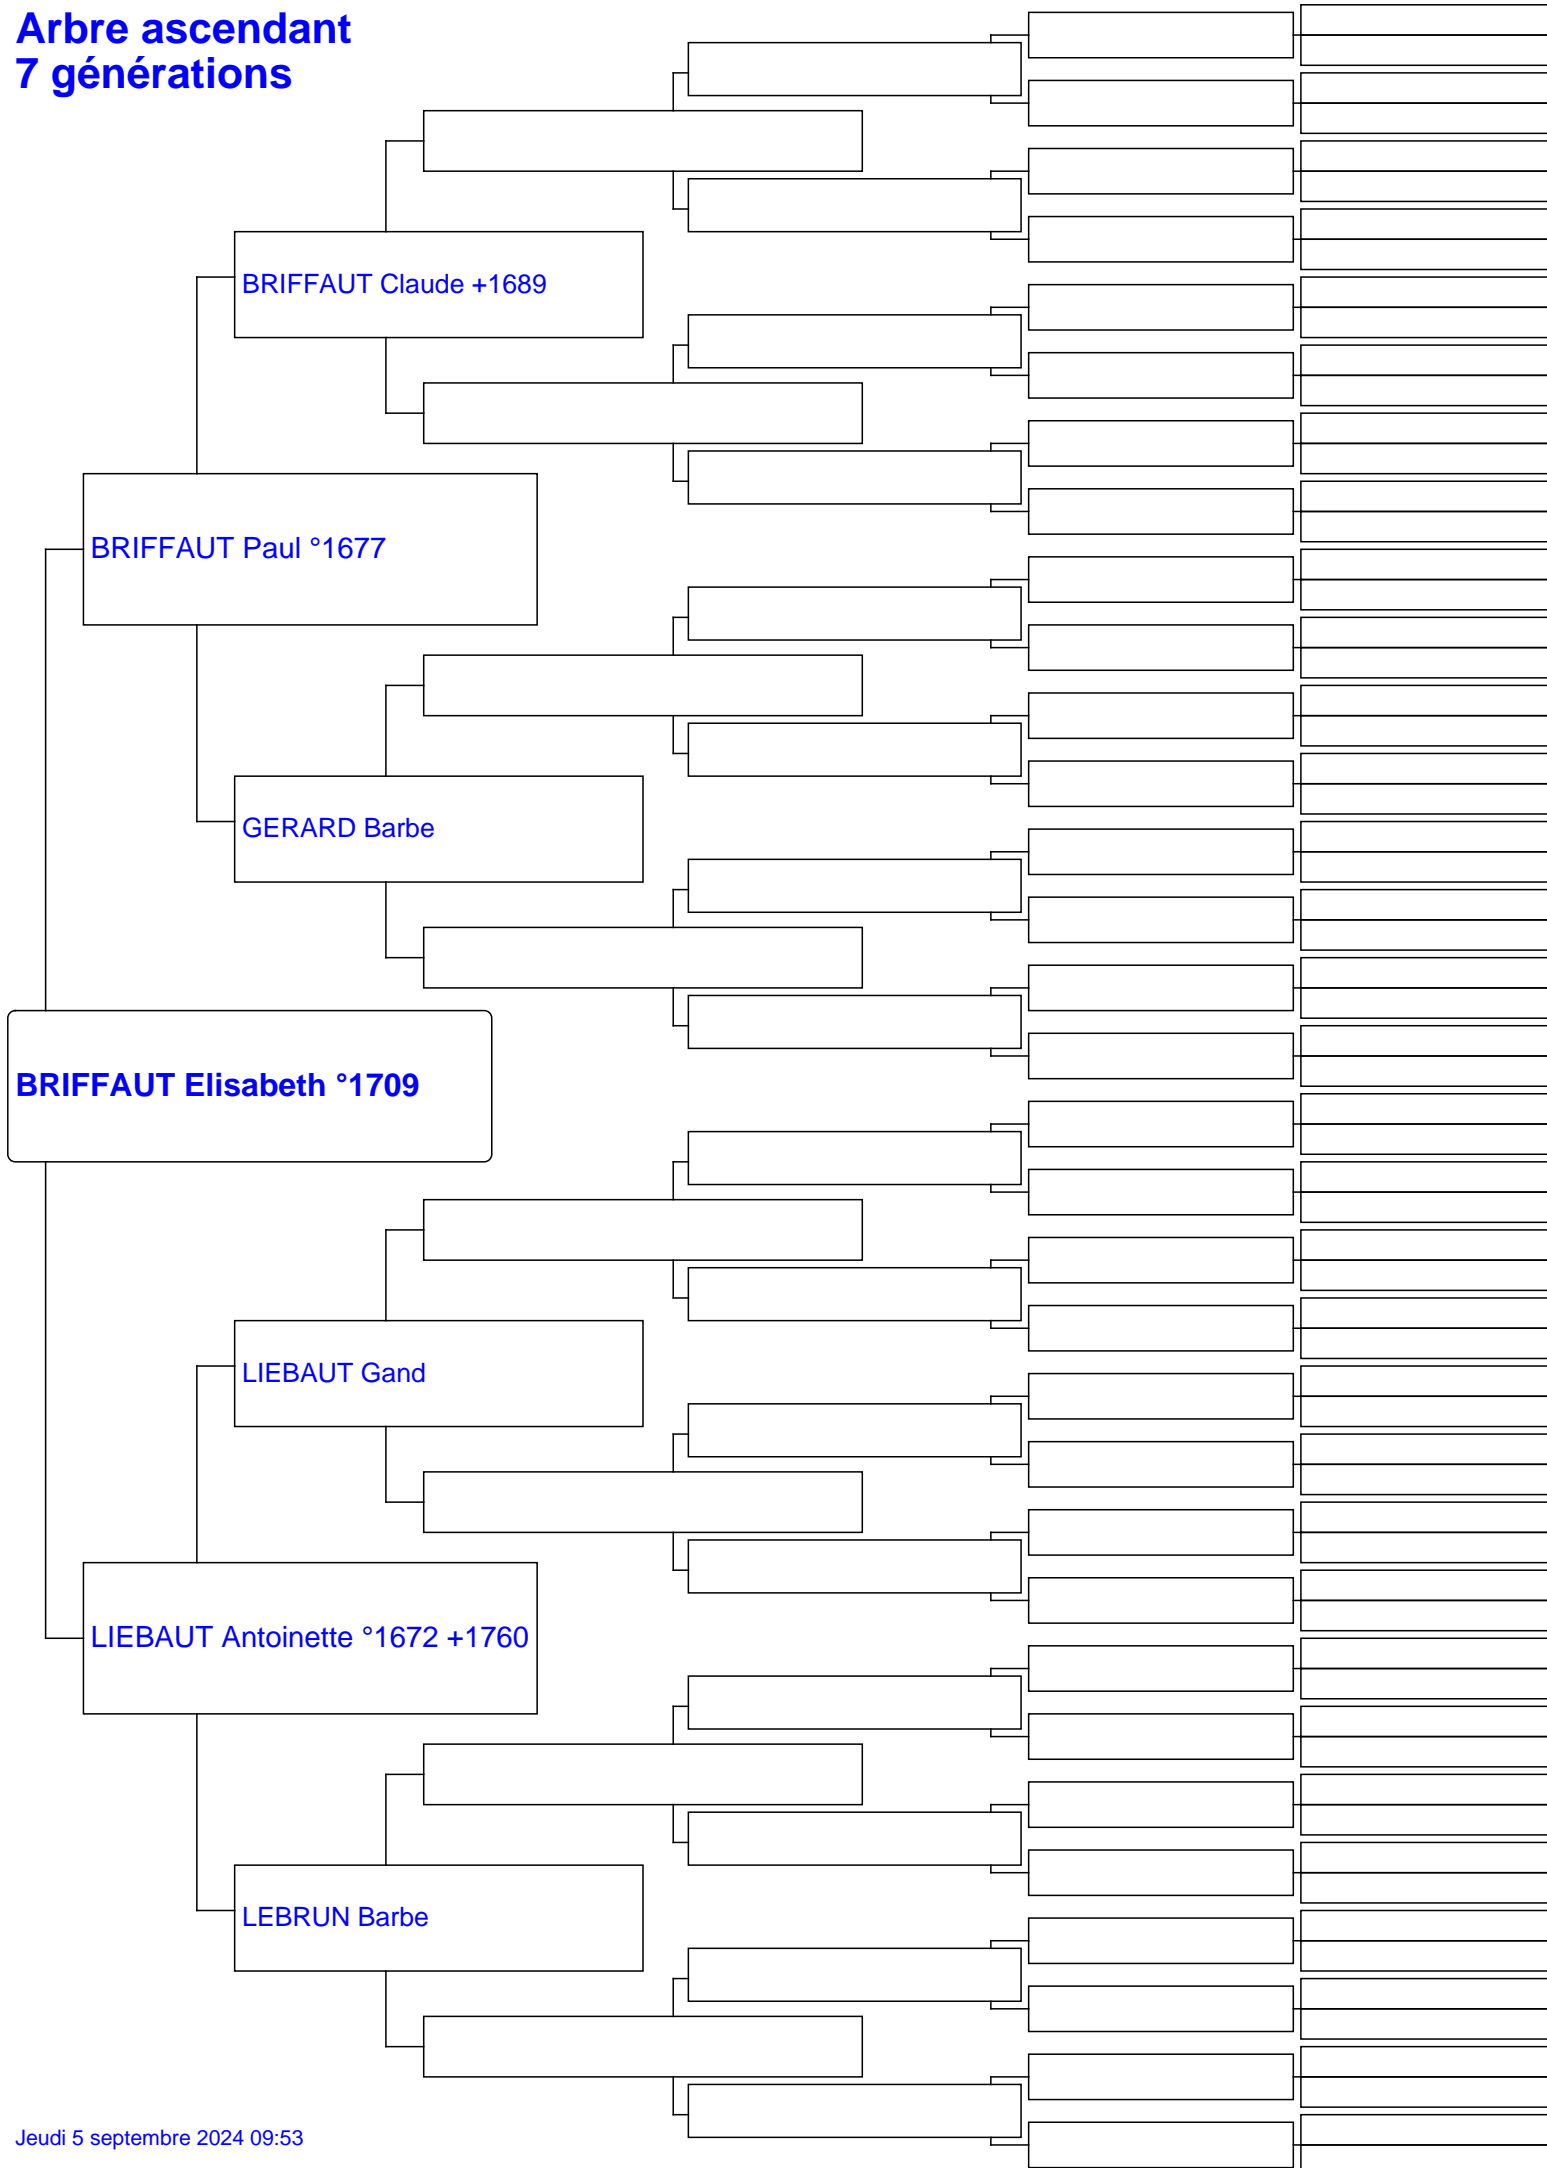 Arbre ascendant
7 générations
BRIFFAUT Claude +1689
BRIFFAUT Paul °1677
GERARD Barbe
BRIFFAUT Elisabeth °1709
LIEBAUT Gand
LIEBAUT Antoinette °1672 +1760
LEBRUN Barbe
Jeudi 5 septembre 2024 09:53